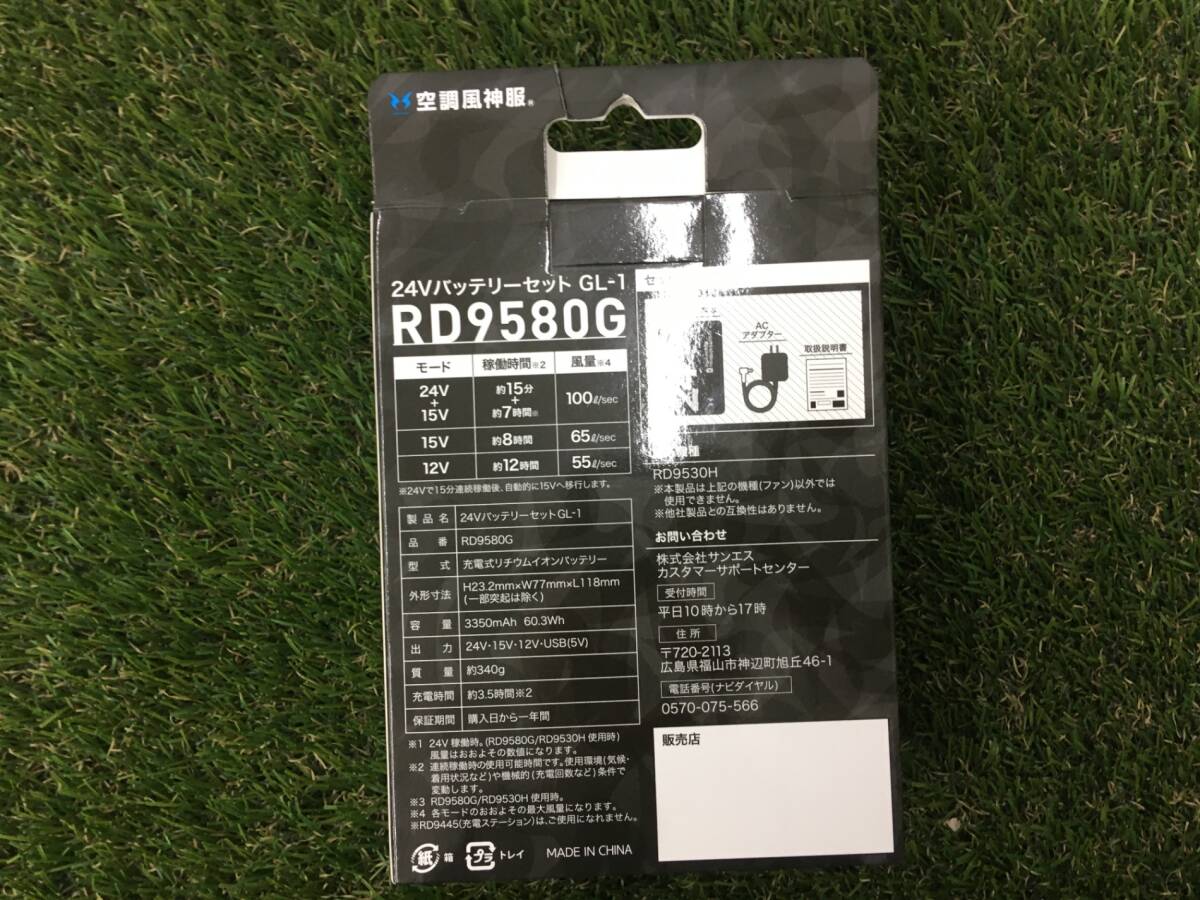 空調風神服®
24Vバッテリーセット GL-1
RD9580G
モード 稼働時間※2 風量※4
24V + 15V 約15分 + 約7時間※ 100ℓ/sec
15V 約8時間 65ℓ/sec
12V 約12時間 55ℓ/sec
※24Vで15分連続稼働後、自動的に15Vへ移行します。
製品名 24VバッテリーセットGL-1
品番 RD9580G
型式 充電式リチウムイオンバッテリー
外形寸法 H23.2mm×W77mm×L118mm
(一部突起は除く)
容量 3350mAh 60.3Wh
出力 24V・15V・12V・USB(5V)
質量 約340g
充電時間 約3.5時間※2
保証期間 購入日から一年間
※1 24V稼働時。(RD9580G/RD9530H 使用時)
風量はおおよその数値になります。
※2 連続稼働時の使用可能時間です。使用環境(気候・
着用状況など)や機械的(充電回数など)条件で
変動します。
※3 RD9580G/RD9530H 使用時。
※4 各モードのおおよその最大風量になります。
※RD9445(充電ステーション)は、ご使用になれません。
紙 箱 プラ トレイ MADE IN CHINA
セ
AC
アダプター
取扱説明書
機種
RD9530H
※本製品は上記の機種(ファン)以外では
使用できません。
※他社製品との互換性はありません。
お問い合わせ
株式会社サンエス
カスタマーサポートセンター
受付時間
平日10時から17時
住所
〒720-2113
広島県福山市神辺町旭丘46-1
電話番号(ナビダイヤル)
0570-075-566
販売店